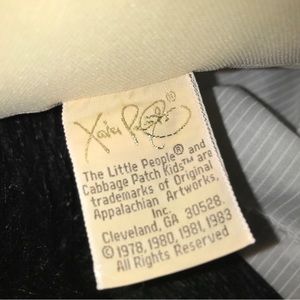 Xavier Roberts ®
The Little People® and
Cabbage Patch Kids™ are
trademarks of Original
Appalachian Artworks,
Inc.
Cleveland, GA 30528.
© 1978, 1980, 1981, 1983
All Rights Reserved